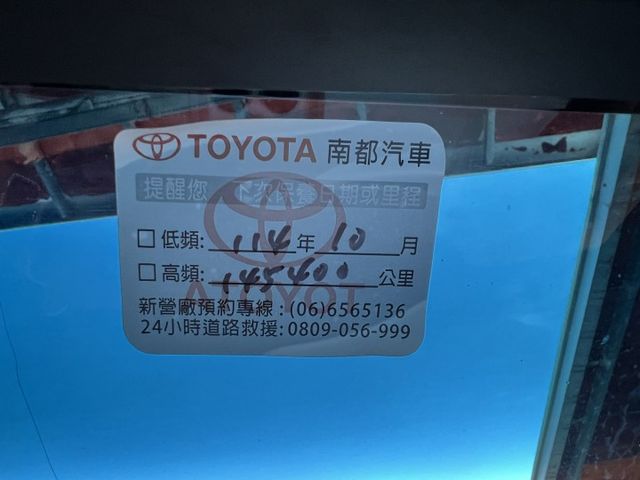 TOYOTA 南都汽車
提醒您 下次保養日期或里程
☐ 低頻: 114 年 10 月
☐ 高頻: 145400 公里
TOYOTA
新營廠預約專線:(06)6565136
24小時道路救援:0809-056-999